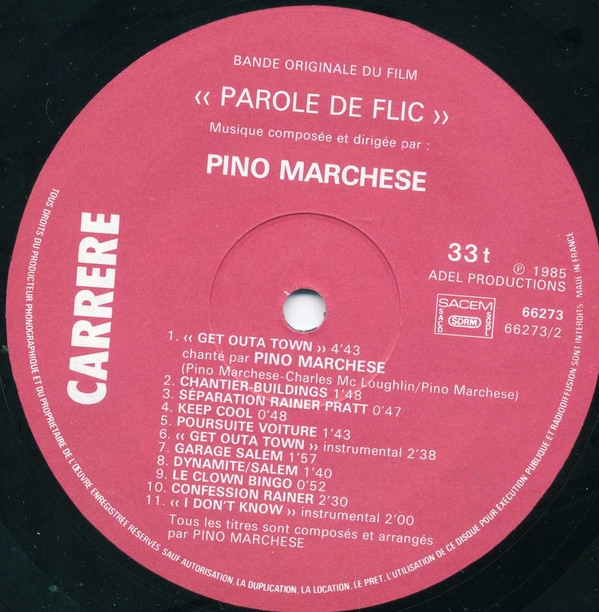 BANDE ORIGINALE DU FILM
‹‹ PAROLE DE FLIC ››
Musique composée et dirigée par :
PINO MARCHESE
CARRERE
33 t
℗ 1985
ADEL PRODUCTIONS
SACEM
SACD
SDRM
SGDL
66273
66273/2
1. ‹‹ GET OUTA TOWN ›› 4'43
chanté par PINO MARCHESE
(Pino Marchese-Charles Mc Loughlin/Pino Marchese)
2. CHANTIER-BUILDINGS 1'48
3. SÉPARATION RAINER PRATT 0'47
4. KEEP COOL 0'48
5. POURSUITE VOITURE 1'43
6. ‹‹ GET OUTA TOWN ›› instrumental 2'38
7. GARAGE SALEM 1'57
8. DYNAMITE/SALEM 1'40
9. LE CLOWN BINGO 0'52
10. CONFESSION RAINER 2'30
11. ‹‹ I DON'T KNOW ›› instrumental 2'00
Tous les titres sont composés et arrangés
par PINO MARCHESE
TOUS DROITS DU PRODUCTEUR PHONOGRAPHIQUE ET DU PROPRIETAIRE DE L'ŒUVRE ENREGISTREE RESERVES SAUF AUTORISATION, LA DUPLICATION, LA LOCATION, LE PRET, L'UTILISATION DE CE DISQUE POUR EXECUTION PUBLIQUE ET RADIODIFFUSION SONT INTERDITS MADE IN FRANCE